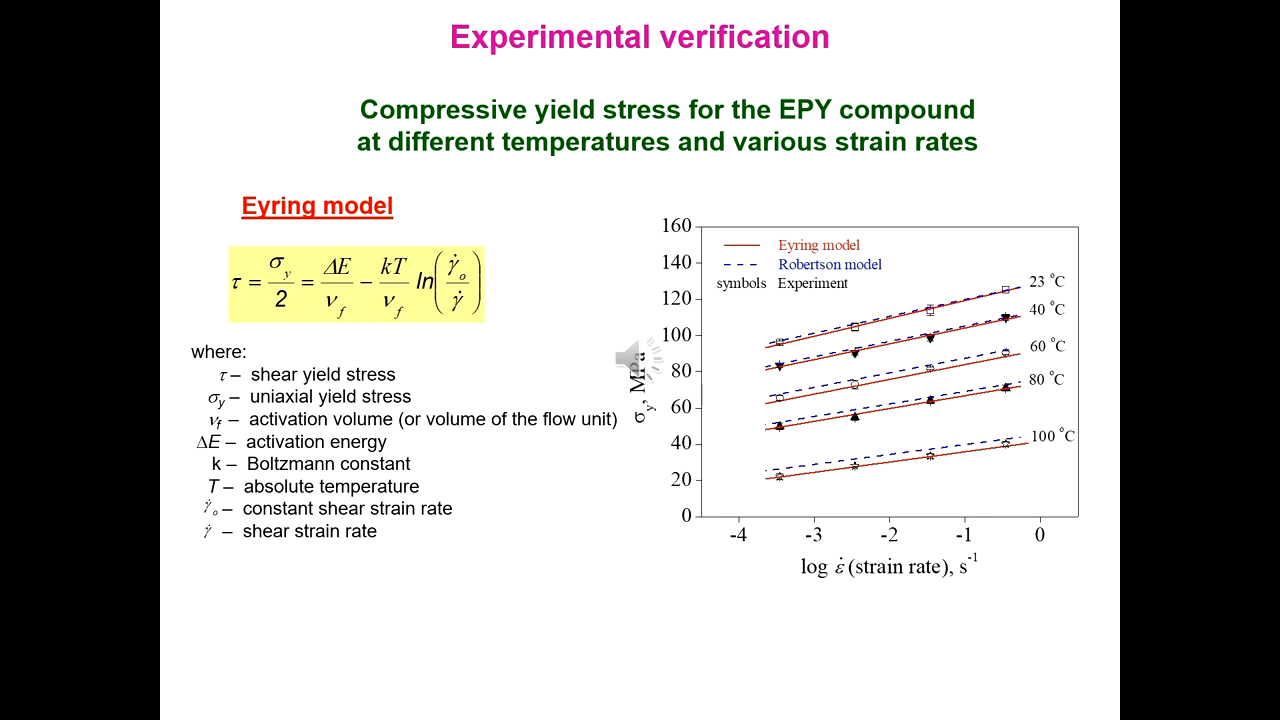 Experimental verification
Compressive yield stress for the EPY compound
at different temperatures and various strain rates
Eyring model
τ = σy/2 = ΔE/νf − kT/νf ln(γ̇o/γ̇)
where:
τ – shear yield stress
σy – uniaxial yield stress
νf – activation volume (or volume of the flow unit)
ΔE – activation energy
k – Boltzmann constant
T – absolute temperature
γ̇o – constant shear strain rate
γ̇ – shear strain rate
160
140
120
100
80
60
40
20
0
σy, MPa
Eyring model
Robertson model
symbols Experiment
23 °C
40 °C
60 °C
80 °C
100 °C
-4 -3 -2 -1 0
log ε̇ (strain rate), s-1